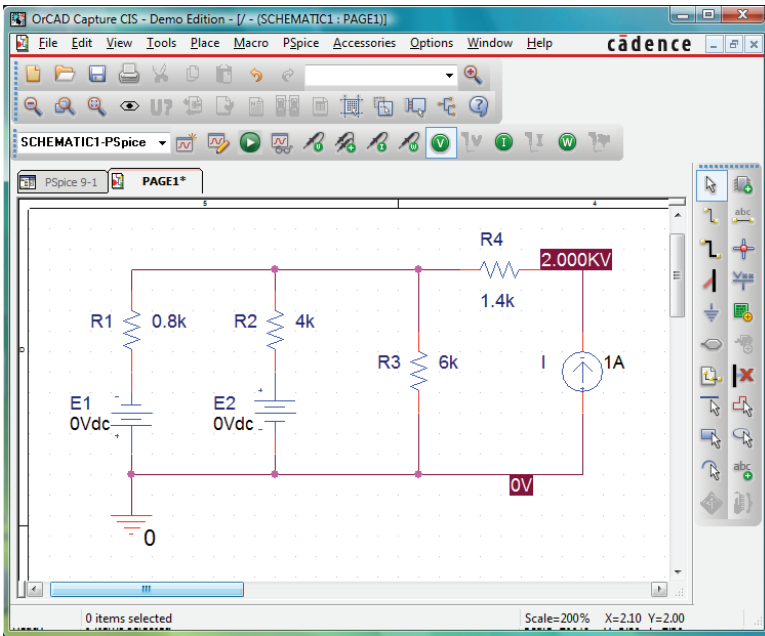 OrCAD Capture CIS - Demo Edition - [/ - (SCHEMATIC1 : PAGE1)]
File Edit View Tools Place Macro PSpice Accessories Options Window Help cādence
U?
SCHEMATIC1-PSpice V V I I W
PSpice 9-1 PAGE1*
5 4
abc
R4
2.000KV
1.4k
R1 0.8k R2 4k
R3 6k I 1A
E1 E2
0Vdc 0Vdc
0V
0
abc
0 items selected Scale=200% X=2.10 Y=2.00